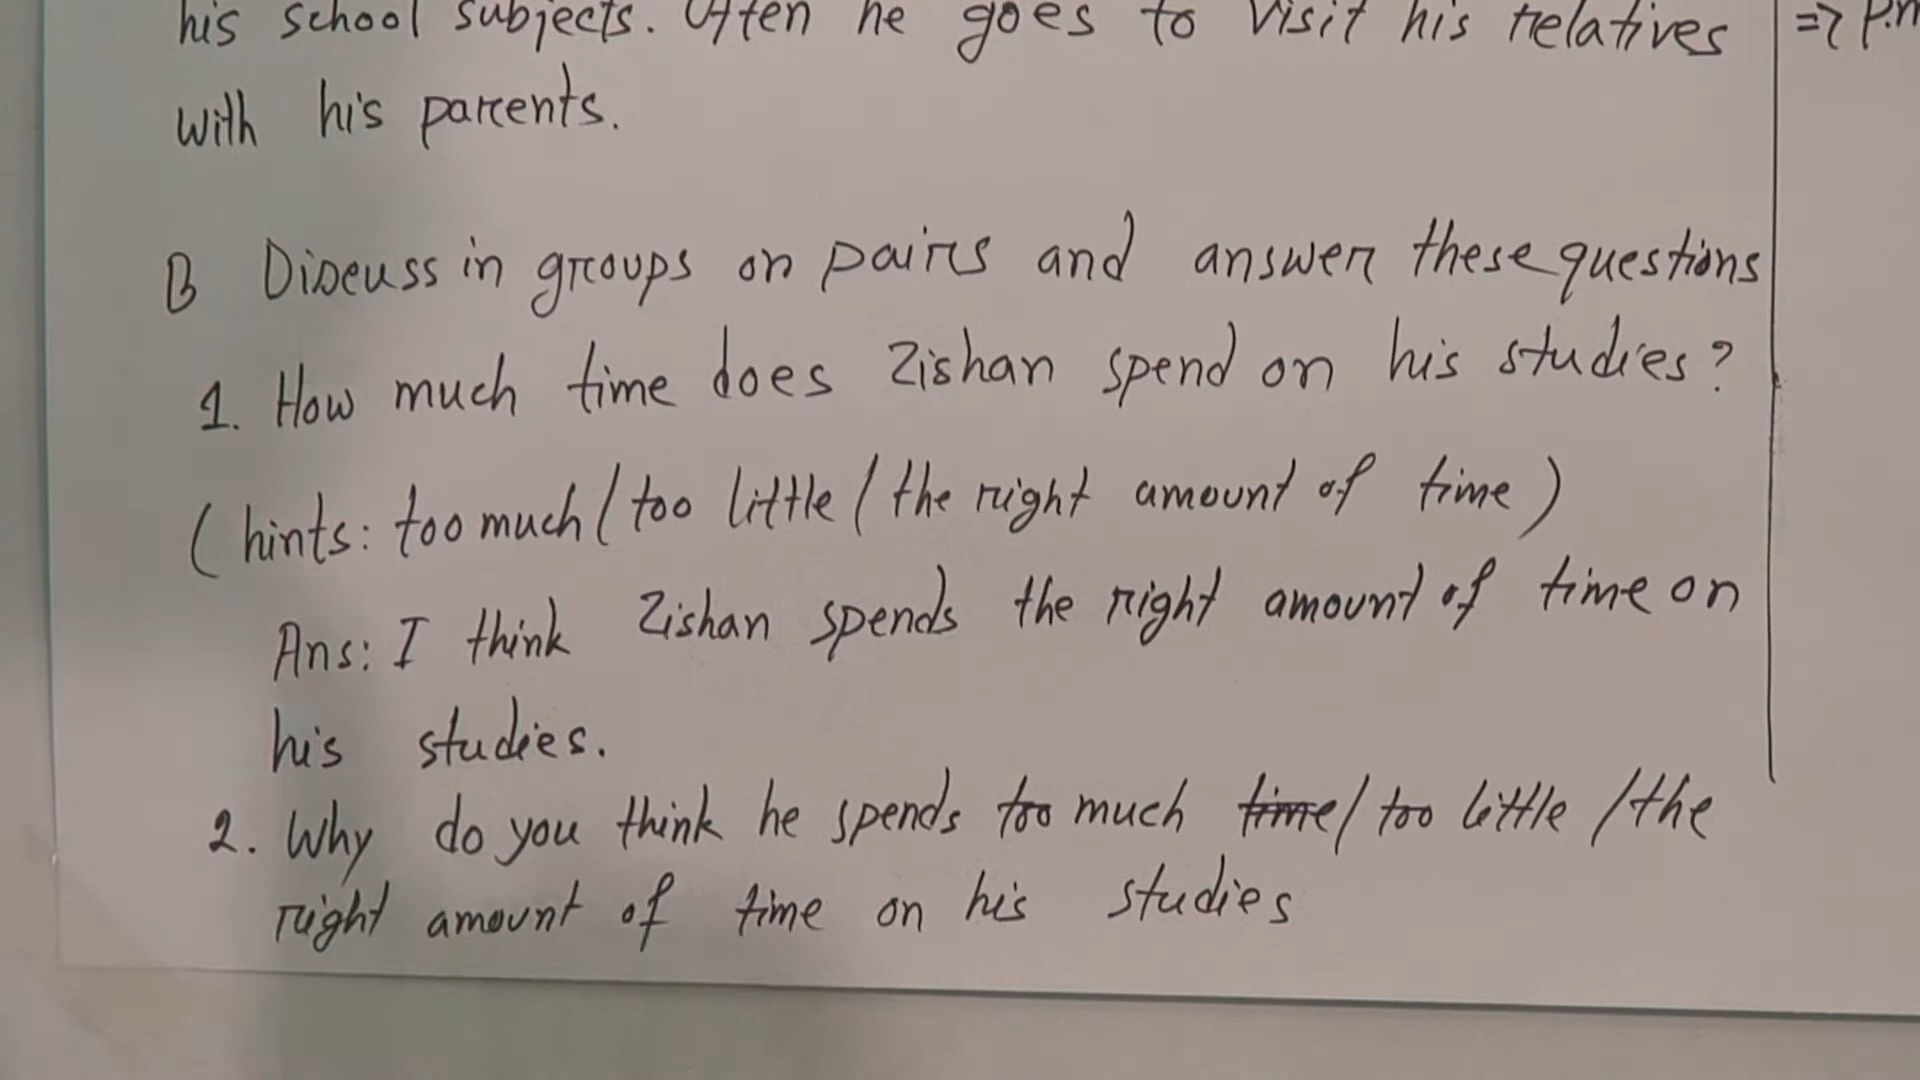 his school subjects. Often he goes to visit his relatives
with his parents.
B Discuss in groups or pairs and answer these questions
1. How much time does Zishan spend on his studies?
(hints: too much/too little/the right amount of time)
Ans: I think Zishan spends the right amount of time on
his studies.
2. Why do you think he spends too much time/too little/the
right amount of time on his studies